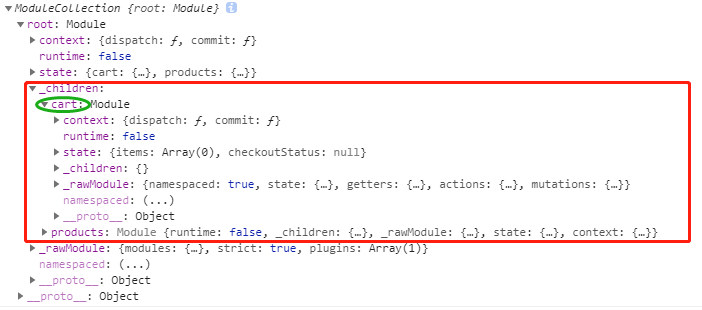 ModuleCollection {root: Module} i
root: Module
context: {dispatch: ƒ, commit: ƒ}
runtime: false
state: {cart: {…}, products: {…}}
_children:
cart: Module
context: {dispatch: ƒ, commit: ƒ}
runtime: false
state: {items: Array(0), checkoutStatus: null}
_children: {}
_rawModule: {namespaced: true, state: {…}, getters: {…}, actions: {…}, mutations: {…}}
namespaced: (...)
__proto__: Object
products: Module {runtime: false, _children: {…}, _rawModule: {…}, state: {…}, context: {…}}
_rawModule: {modules: {…}, strict: true, plugins: Array(1)}
namespaced: (...)
__proto__: Object
__proto__: Object